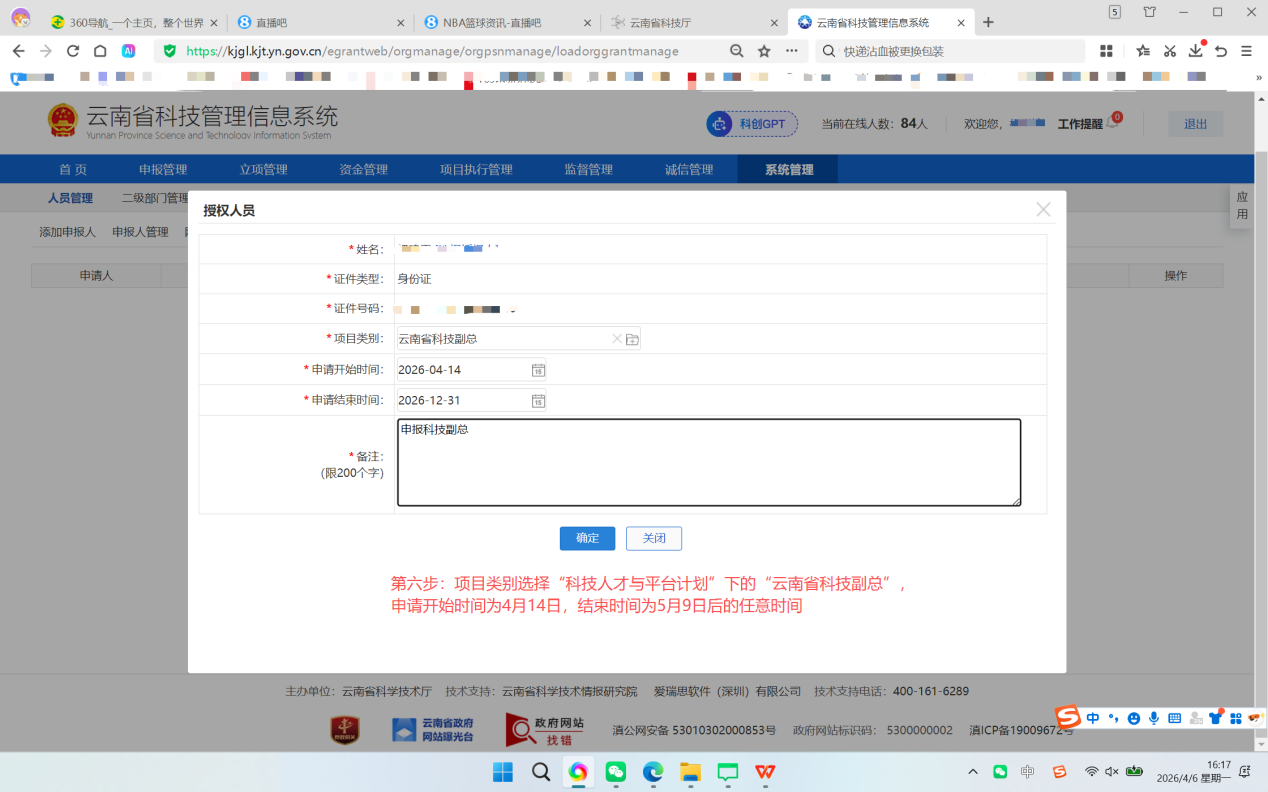 360导航_一个主页，整个世界
直播吧
NBA篮球资讯-直播吧
云南省科技厅
云南省科技管理信息系统
5
https://kjgl.kjt.yn.gov.cn/egrantweb/orgmanage/orgpsnmanage/loadorggrantmanage
快递沾血被更换包装
云南省科技管理信息系统
Yunnan Province Science and Technology Information System
科创GPT
当前在线人数：84人
欢迎您,
工作提醒
0
退出
首 页
申报管理
立项管理
资金管理
项目执行管理
监督管理
诚信管理
系统管理
人员管理
二级部门管理
应用
添加申报人
申报人管理
申请人
操作
授权人员
*姓名：
*证件类型：
身份证
*证件号码：
*项目类别：
云南省科技副总
*申请开始时间：
2026-04-14
*申请结束时间：
2026-12-31
*备注：
(限200个字)
申报科技副总
确定
关闭
第六步：项目类别选择“科技人才与平台计划”下的“云南省科技副总”，
申请开始时间为4月14日，结束时间为5月9日后的任意时间
主办单位：云南省科学技术厅 技术支持：云南省科学技术情报研究院 爱瑞思软件（深圳）有限公司 技术支持电话：400-161-6289
云南省政府
网站曝光台
政府网站
找错
滇公网安备 53010302000853号
政府网站标识码： 5300000002
滇ICP备19009672号
中
中
16:17
2026/4/6 星期一